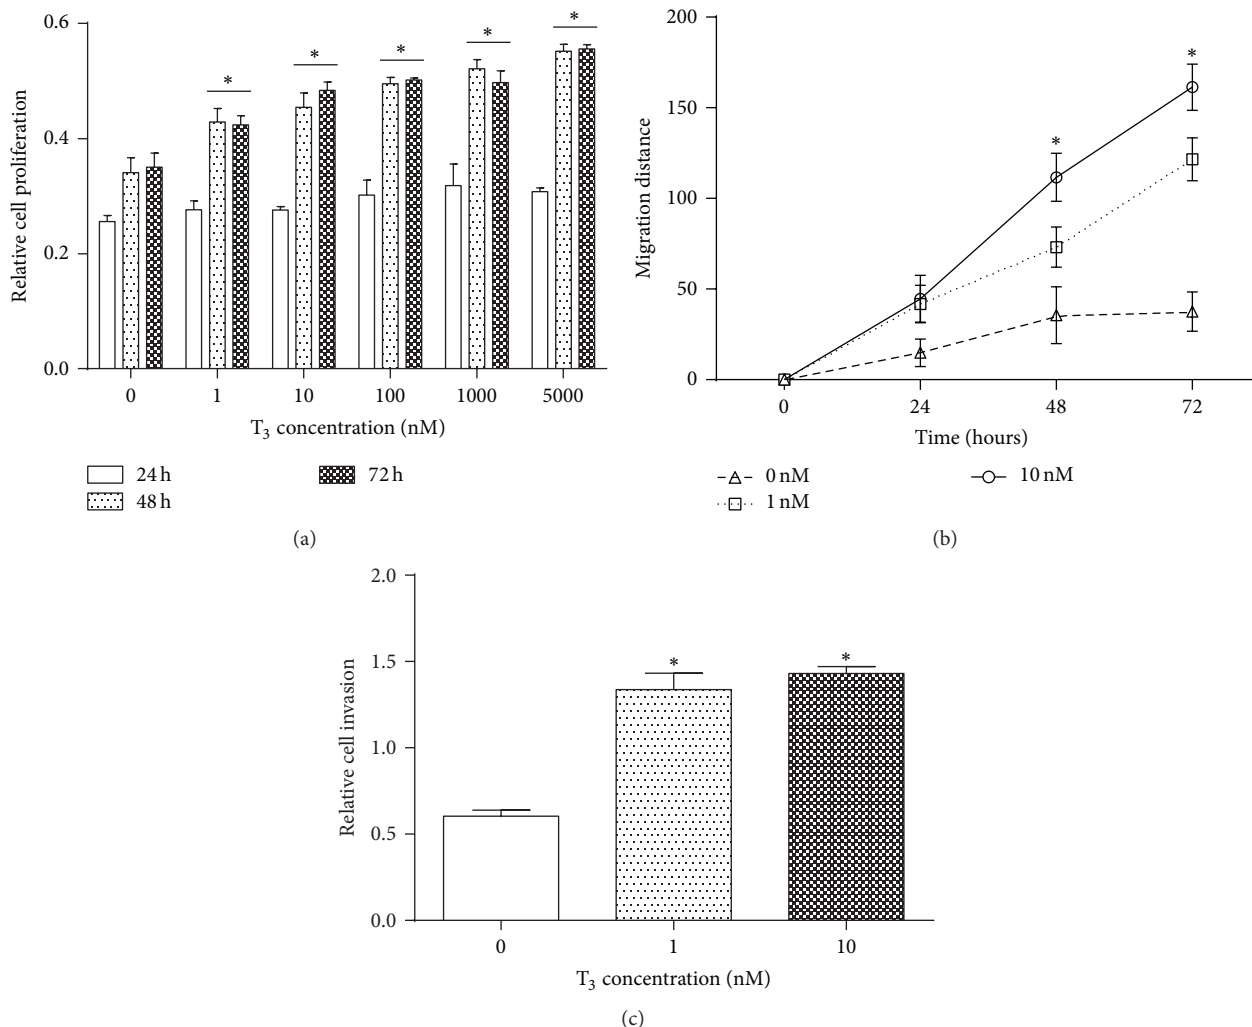 0.6
0.4
0.2
0.0
Relative cell proliferation
* * * * *
0 1 10 100 1000 5000
T₃ concentration (nM)
24 h
48 h
72 h
(a)
200
150
100
50
0
Migration distance
*
*
0 24 48 72
Time (hours)
0 nM
1 nM
10 nM
(b)
2.0
1.5
1.0
0.5
0.0
Relative cell invasion
* *
0 1 10
T₃ concentration (nM)
(c)